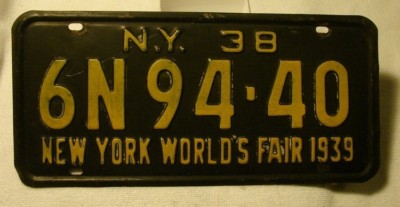 N.Y. 38
6N 94·40
NEW YORK WORLD'S FAIR 1939